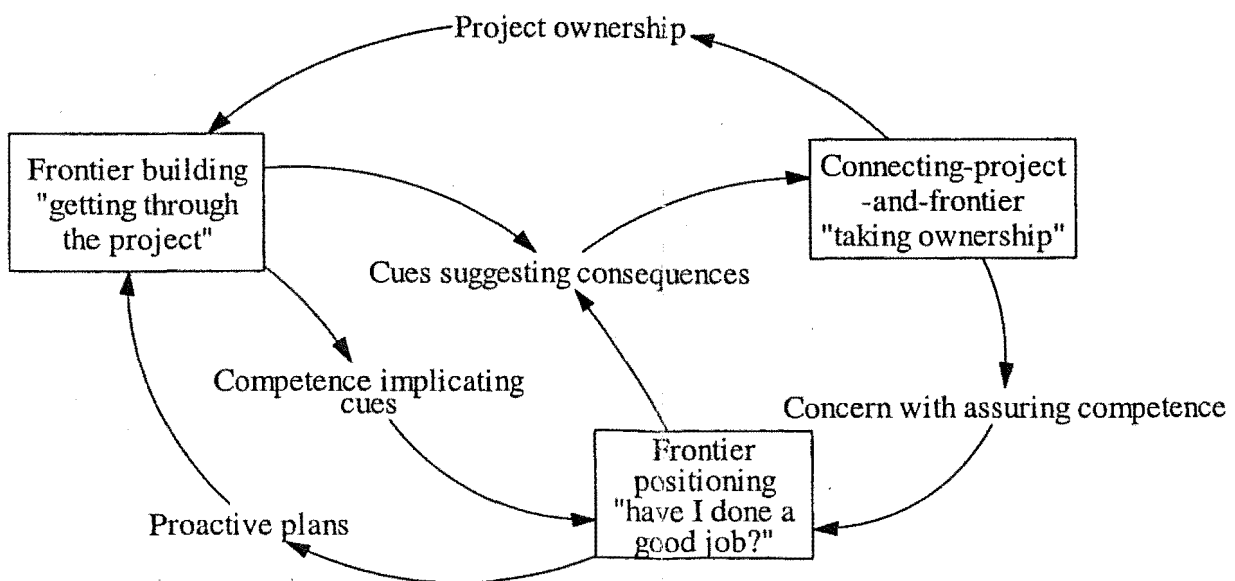 Project ownership
Frontier building
"getting through
the project"
Connecting-project
-and-frontier
"taking ownership"
Cues suggesting consequences
Competence implicating
cues
Concern with assuring competence
Frontier
positioning
"have I done a
good job?"
Proactive plans